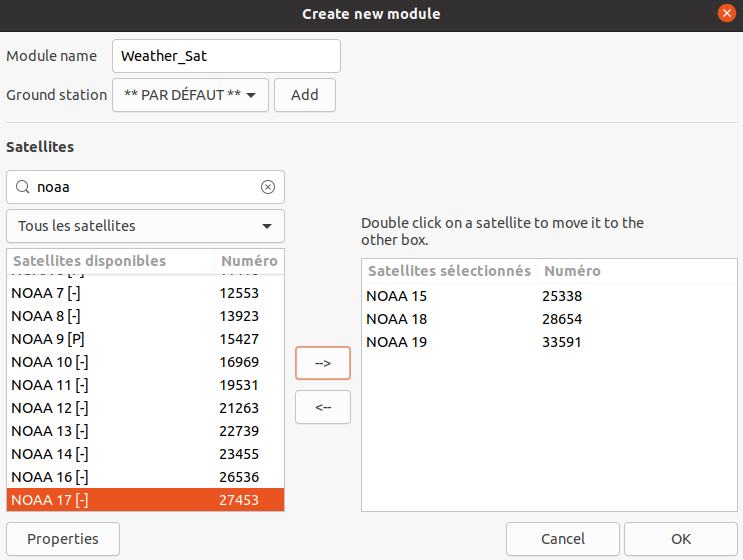 Create new module
Module name Weather_Sat
Ground station ** PAR DÉFAUT ** Add
Satellites
noaa
Tous les satellites
Double click on a satellite to move it to the
other box.
Satellites disponibles Numéro
NOAA 7 [-] 12553
NOAA 8 [-] 13923
NOAA 9 [P] 15427
NOAA 10 [-] 16969
NOAA 11 [-] 19531
NOAA 12 [-] 21263
NOAA 13 [-] 22739
NOAA 14 [-] 23455
NOAA 16 [-] 26536
NOAA 17 [-] 27453
-->
<--
Satellites sélectionnés Numéro
NOAA 15 25338
NOAA 18 28654
NOAA 19 33591
Properties
Cancel
OK